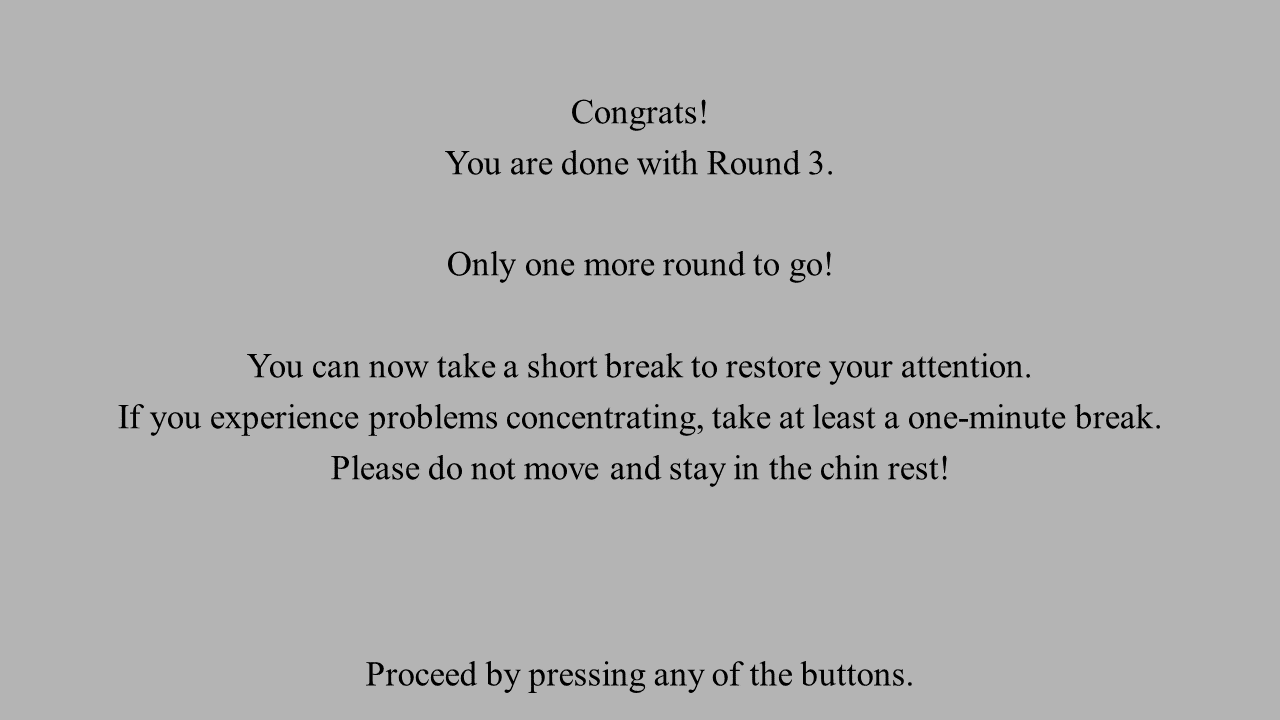 Congrats!
You are done with Round 3.
Only one more round to go!
You can now take a short break to restore your attention.
If you experience problems concentrating, take at least a one-minute break.
Please do not move and stay in the chin rest!
Proceed by pressing any of the buttons.